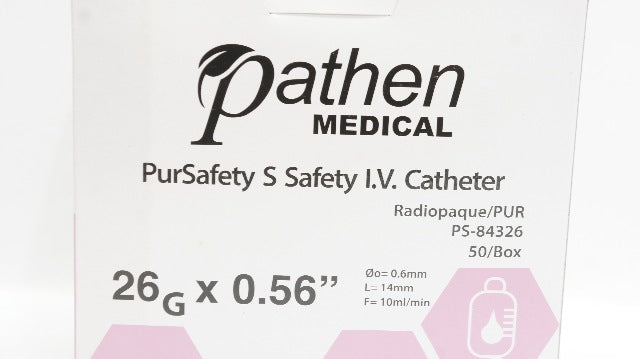 Pathen
MEDICAL
PurSafety S Safety I.V. Catheter
Radiopaque/PUR
PS-84326
50/Box
26G x 0.56”
Øo= 0.6mm
L= 14mm
F= 10ml/min